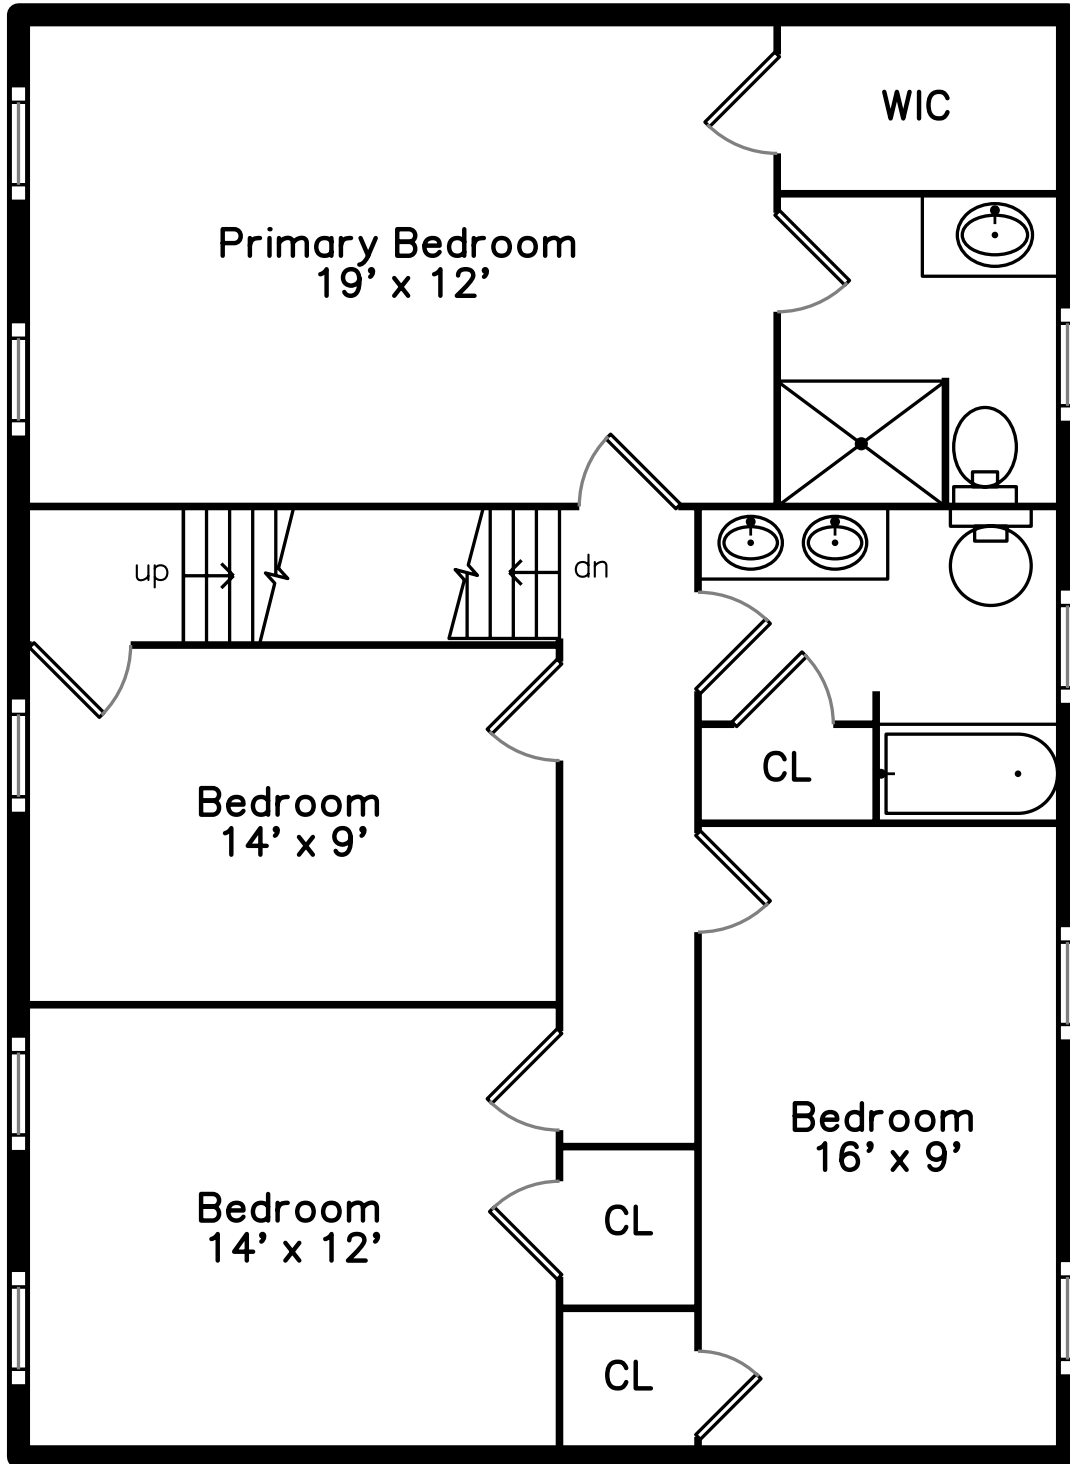 WIC
Primary Bedroom
19' x 12'
up
dn
CL
Bedroom
14' x 9'
Bedroom
16' x 9'
Bedroom
14' x 12'
CL
CL